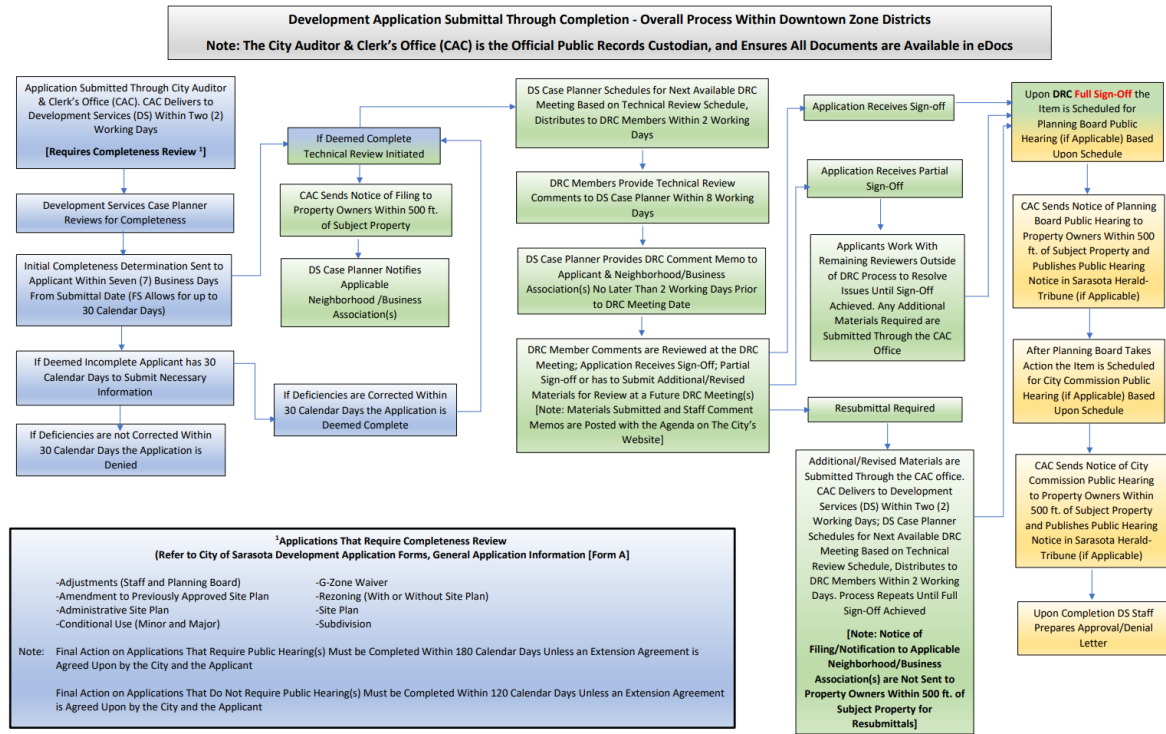 Development Application Submittal Through Completion - Overall Process Within Downtown Zone Districts
Note: The City Auditor & Clerk's Office (CAC) is the Official Public Records Custodian, and Ensures All Documents are Available in eDocs
Application Submitted Through City Auditor
& Clerk's Office (CAC). CAC Delivers to
Development Services (DS) Within Two (2)
Working Days
[Requires Completeness Review ¹]
Development Services Case Planner
Reviews for Completeness
Initial Completeness Determination Sent to
Applicant Within Seven (7) Business Days
From Submittal Date (FS Allows for up to
30 Calendar Days)
If Deemed Incomplete Applicant has 30
Calendar Days to Submit Necessary
Information
If Deficiencies are not Corrected Within
30 Calendar Days the Application is
Denied
If Deemed Complete
Technical Review Initiated
CAC Sends Notice of Filing to
Property Owners Within 500 ft.
of Subject Property
DS Case Planner Notifies
Applicable
Neighborhood /Business
Association(s)
If Deficiencies are Corrected Within
30 Calendar Days the Application is
Deemed Complete
DS Case Planner Schedules for Next Available DRC
Meeting Based on Technical Review Schedule,
Distributes to DRC Members Within 2 Working
Days
DRC Members Provide Technical Review
Comments to DS Case Planner Within 8 Working
Days
DS Case Planner Provides DRC Comment Memo to
Applicant & Neighborhood/Business
Association(s) No Later Than 2 Working Days Prior
to DRC Meeting Date
DRC Member Comments are Reviewed at the DRC
Meeting; Application Receives Sign-Off; Partial
Sign-off or has to Submit Additional/Revised
Materials for Review at a Future DRC Meeting(s)
[Note: Materials Submitted and Staff Comment
Memos are Posted with the Agenda on The City's
Website]
Application Receives Sign-off
Application Receives Partial
Sign-Off
Applicants Work With
Remaining Reviewers Outside
of DRC Process to Resolve
Issues Until Sign-Off
Achieved. Any Additional
Materials Required are
Submitted Through the CAC
Office
Resubmittal Required
Additional/Revised Materials are
Submitted Through the CAC office.
CAC Delivers to Development
Services (DS) Within Two (2)
Working Days; DS Case Planner
Schedules for Next Available DRC
Meeting Based on Technical
Review Schedule, Distributes to
DRC Members Within 2 Working
Days. Process Repeats Until Full
Sign-Off Achieved
[Note: Notice of
Filing/Notification to Applicable
Neighborhood/Business
Association(s) are Not Sent to
Property Owners Within 500 ft. of
Subject Property for
Resubmittals]
Upon DRC Full Sign-Off the
Item is Scheduled for
Planning Board Public
Hearing (if Applicable) Based
Upon Schedule
CAC Sends Notice of Planning
Board Public Hearing to
Property Owners Within 500
ft. of Subject Property and
Publishes Public Hearing
Notice in Sarasota Herald-
Tribune (if Applicable)
After Planning Board Takes
Action the Item is Scheduled
for City Commission Public
Hearing (if Applicable) Based
Upon Schedule
CAC Sends Notice of City
Commission Public Hearing
to Property Owners Within
500 ft. of Subject Property
and Publishes Public Hearing
Notice in Sarasota Herald-
Tribune (if Applicable)
Upon Completion DS Staff
Prepares Approval/Denial
Letter
¹Applications That Require Completeness Review
(Refer to City of Sarasota Development Application Forms, General Application Information [Form A]
-Adjustments (Staff and Planning Board)
-Amendment to Previously Approved Site Plan
-Administrative Site Plan
-Conditional Use (Minor and Major)
-G-Zone Waiver
-Rezoning (With or Without Site Plan)
-Site Plan
-Subdivision
Note: Final Action on Applications That Require Public Hearing(s) Must be Completed Within 180 Calendar Days Unless an Extension Agreement is
Agreed Upon by the City and the Applicant
Final Action on Applications That Do Not Require Public Hearing(s) Must be Completed Within 120 Calendar Days Unless an Extension Agreement
is Agreed Upon by the City and the Applicant